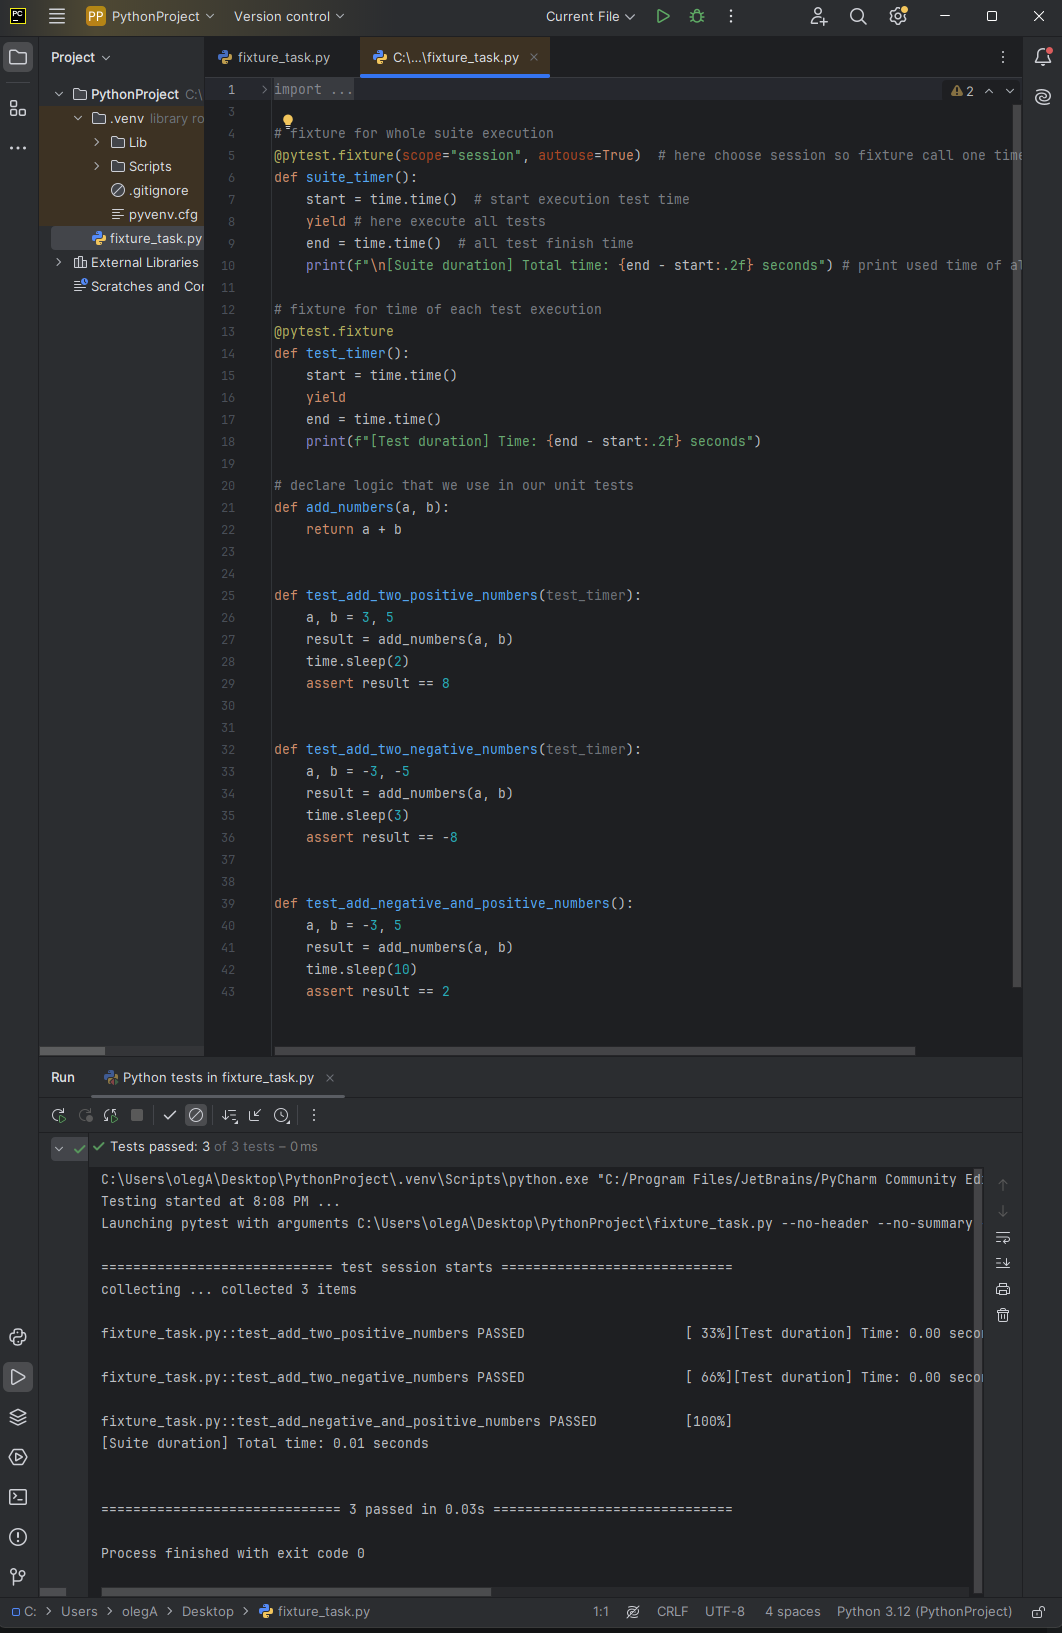 PC PP PythonProject Version control Current File
Project fixture_task.py C:\...\fixture_task.py
PythonProject C:\
.venv library ro
Lib
Scripts
.gitignore
pyvenv.cfg
fixture_task.py
External Libraries
Scratches and Cor
2
1 import ...
3
4 # fixture for whole suite execution
5 @pytest.fixture(scope="session", autouse=True)  # here choose session so fixture call one time
6 def suite_timer():
7     start = time.time()  # start execution test time
8     yield # here execute all tests
9     end = time.time()  # all test finish time
10     print(f"\n[Suite duration] Total time: {end - start:.2f} seconds") # print used time of al
11
12 # fixture for time of each test execution
13 @pytest.fixture
14 def test_timer():
15     start = time.time()
16     yield
17     end = time.time()
18     print(f"[Test duration] Time: {end - start:.2f} seconds")
19
20 # declare logic that we use in our unit tests
21 def add_numbers(a, b):
22     return a + b
23
24
25 def test_add_two_positive_numbers(test_timer):
26     a, b = 3, 5
27     result = add_numbers(a, b)
28     time.sleep(2)
29     assert result == 8
30
31
32 def test_add_two_negative_numbers(test_timer):
33     a, b = -3, -5
34     result = add_numbers(a, b)
35     time.sleep(3)
36     assert result == -8
37
38
39 def test_add_negative_and_positive_numbers():
40     a, b = -3, 5
41     result = add_numbers(a, b)
42     time.sleep(10)
43     assert result == 2
Run Python tests in fixture_task.py
Tests passed: 3 of 3 tests – 0 ms
C:\Users\olegA\Desktop\PythonProject\.venv\Scripts\python.exe "C:/Program Files/JetBrains/PyCharm Community Edi
Testing started at 8:08 PM ...
Launching pytest with arguments C:\Users\olegA\Desktop\PythonProject\fixture_task.py --no-header --no-summary
============================= test session starts =============================
collecting ... collected 3 items
fixture_task.py::test_add_two_positive_numbers PASSED                    [ 33%][Test duration] Time: 0.00 secon
fixture_task.py::test_add_two_negative_numbers PASSED                    [ 66%][Test duration] Time: 0.00 secon
fixture_task.py::test_add_negative_and_positive_numbers PASSED           [100%]
[Suite duration] Total time: 0.01 seconds
============================== 3 passed in 0.03s ==============================
Process finished with exit code 0
C: > Users > olegA > Desktop > fixture_task.py 1:1 CRLF UTF-8 4 spaces Python 3.12 (PythonProject)